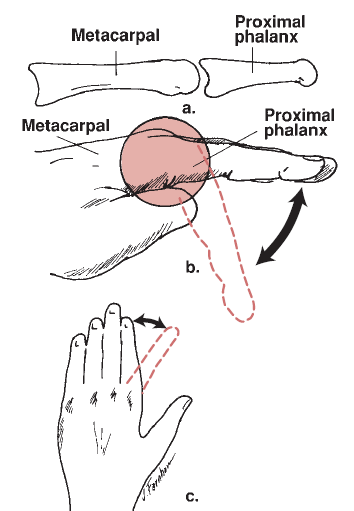 Metacarpal
Proximal
phalanx
a.
Metacarpal
Proximal
phalanx
b.
c.